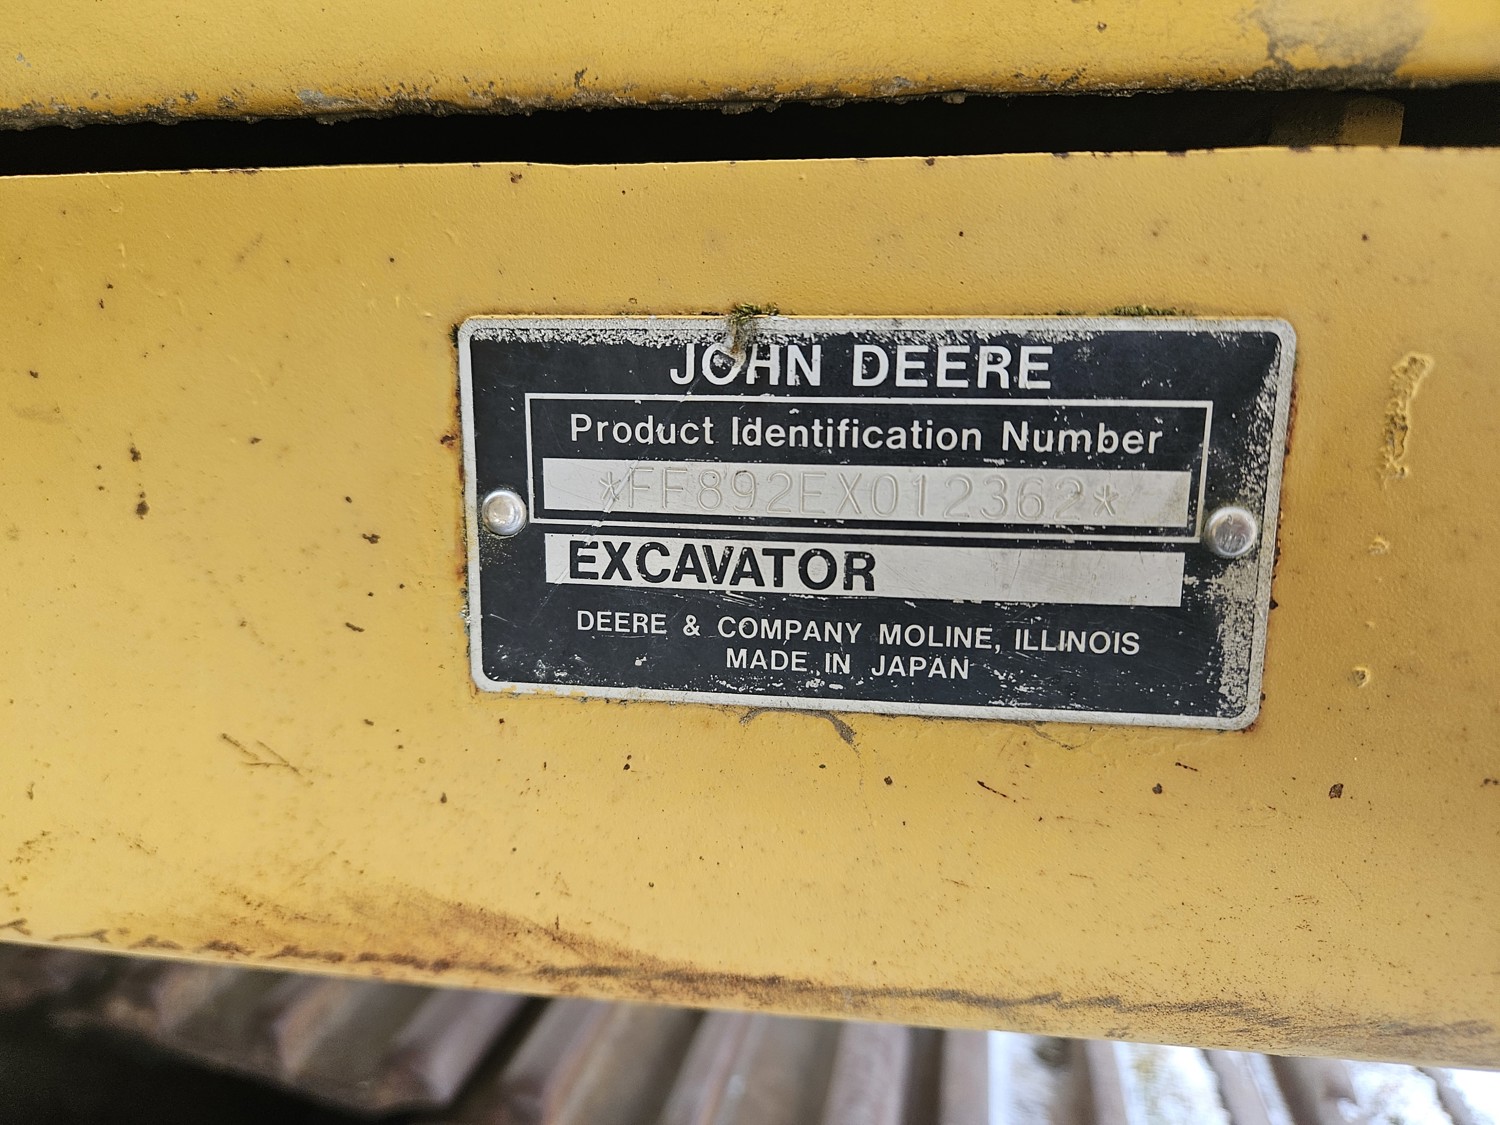 JOHN DEERE
Product Identification Number
*FF892EX012362*
EXCAVATOR
DEERE & COMPANY MOLINE, ILLINOIS
MADE IN JAPAN